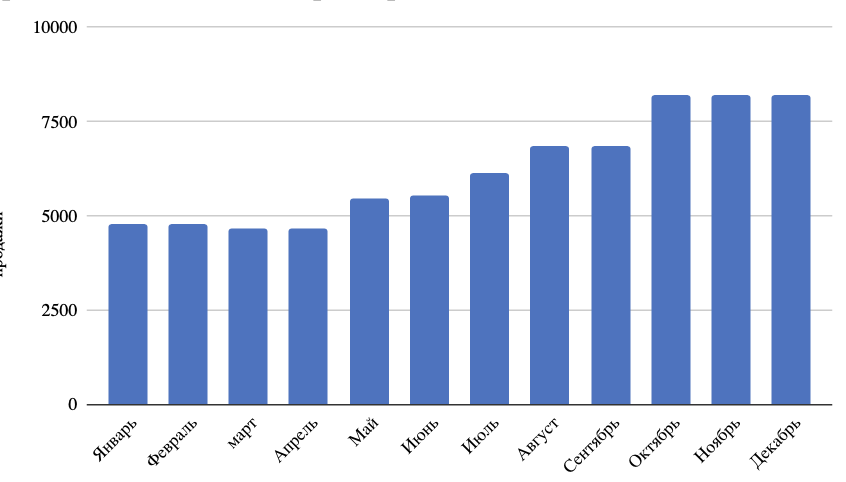 10000
7500
5000
2500
0
Январь
Февраль
март
Апрель
Май
Июнь
Июль
Август
Сентябрь
Октябрь
Ноябрь
Декабрь